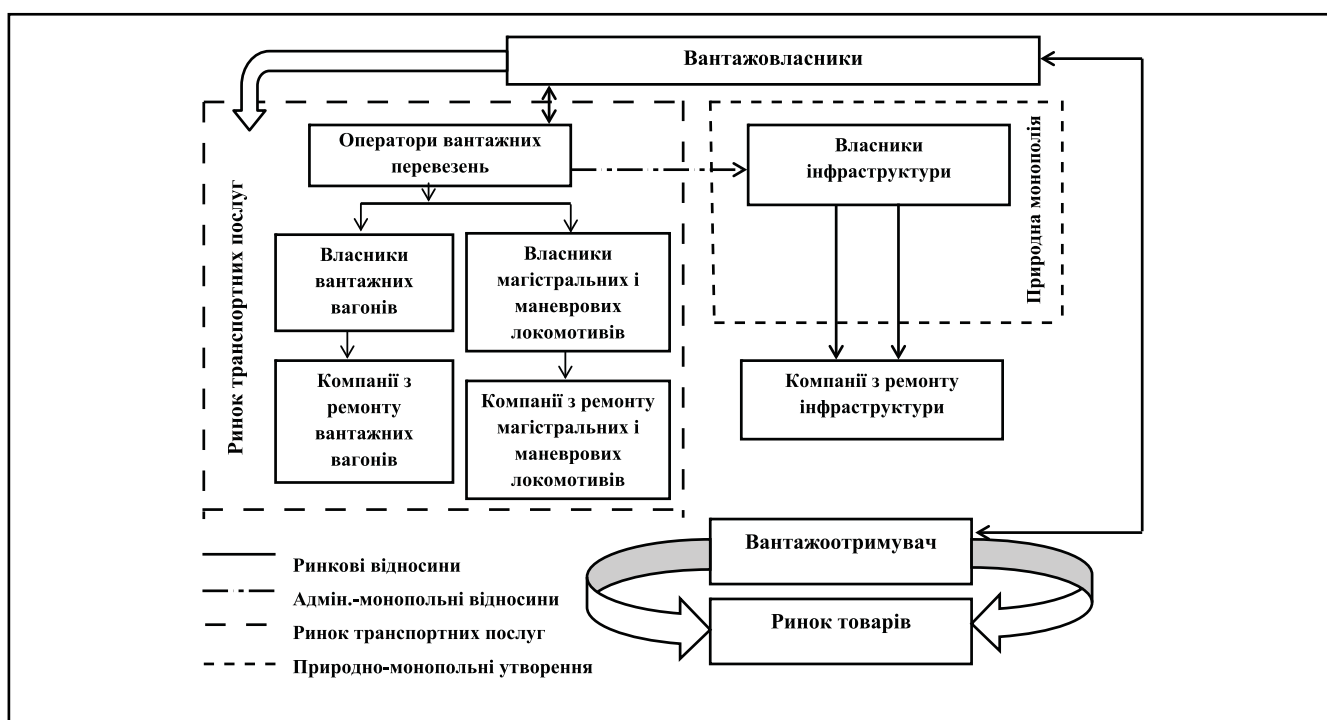 Вантажовласники
Ринок транспортних послуг
Оператори вантажних
перевезень
Власники
вантажних
вагонів
Власники
магістральних і
маневрових
локомотивів
Компанії з
ремонту
вантажних
вагонів
Компанії з ремонту
магістральних і
маневрових
локомотивів
Власники
інфраструктури
Природна монополія
Компанії з ремонту
інфраструктури
Вантажоотримувач
Ринок товарів
Ринкові відносини
Адмін.-монопольні відносини
Ринок транспортних послуг
Природно-монопольні утворення